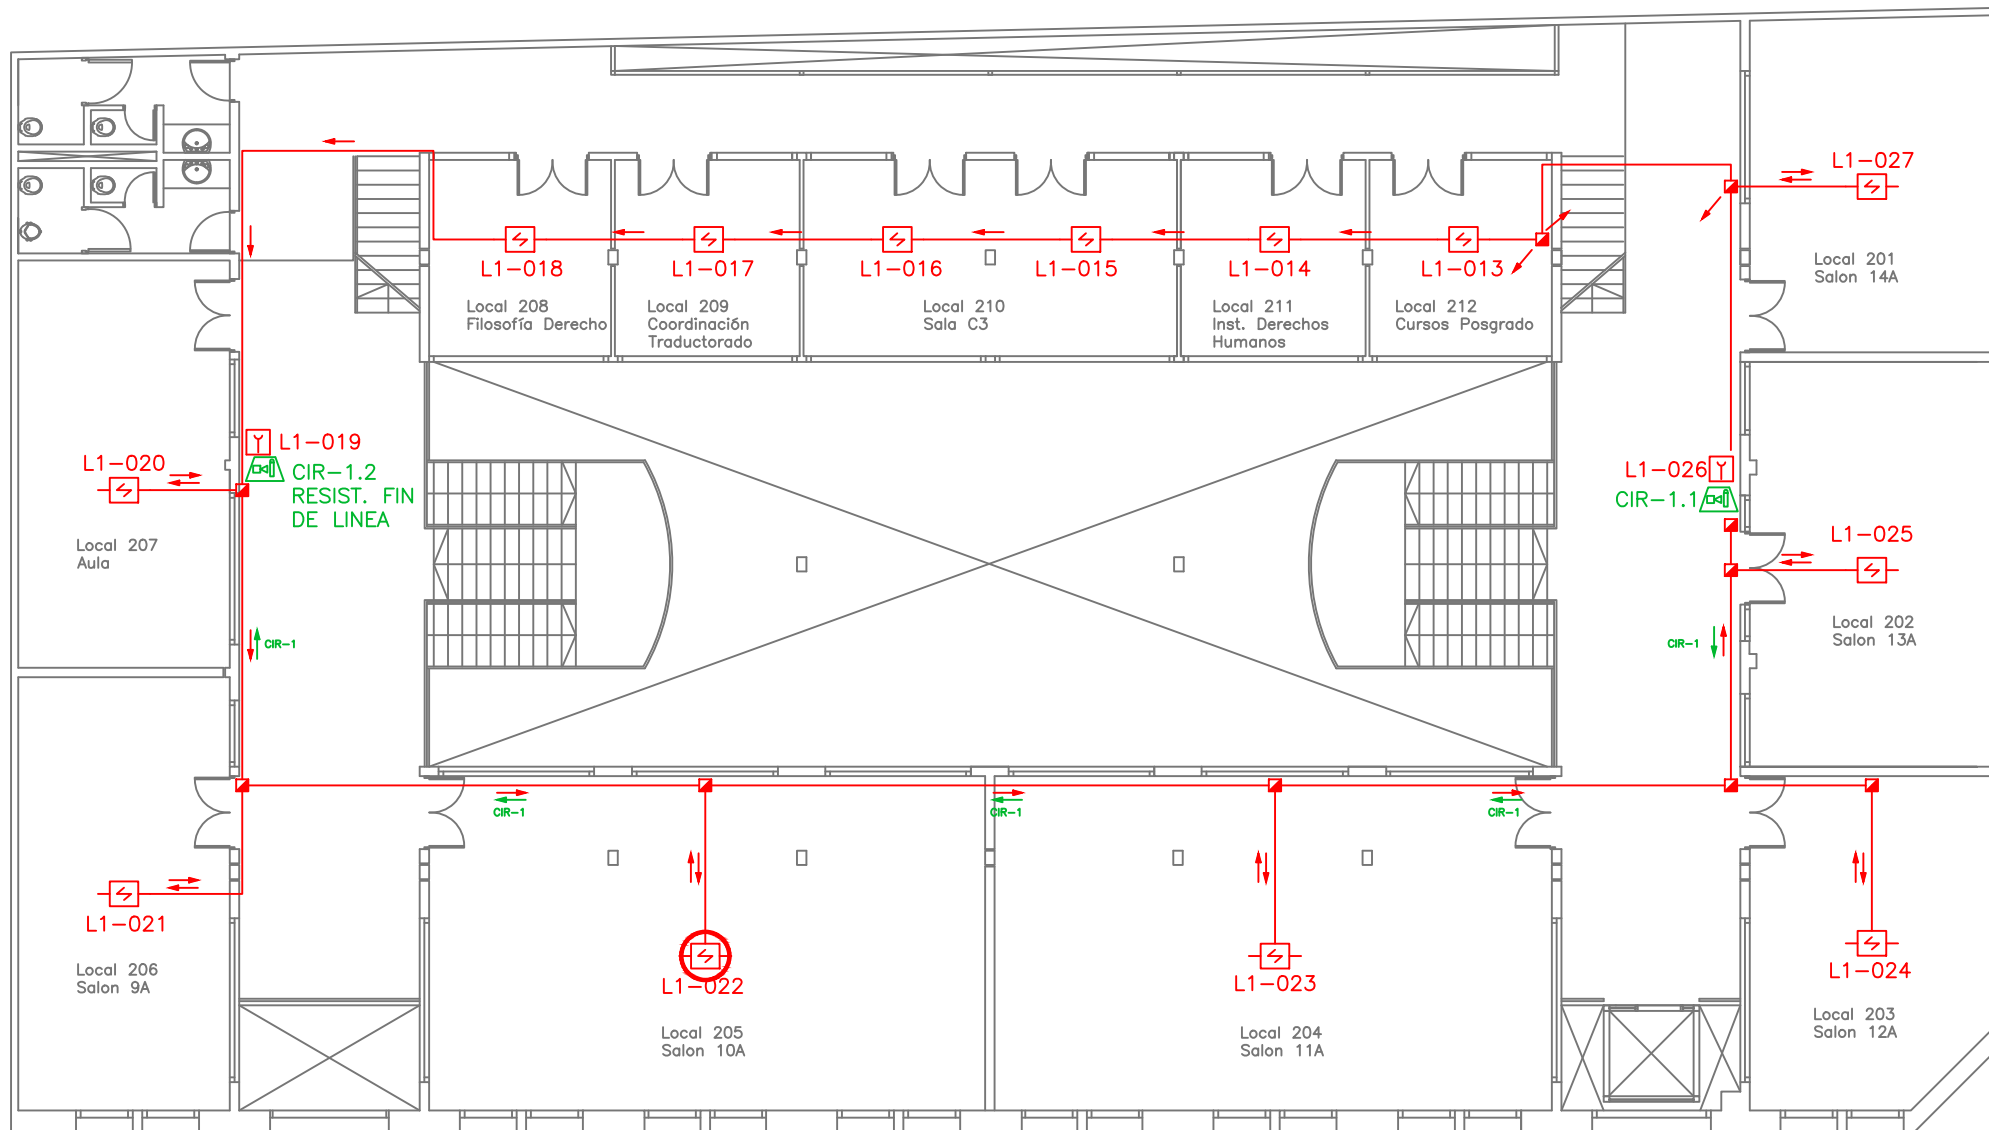 L1-027
L1-018
L1-017
L1-016
L1-015
L1-014
L1-013
Local 201
Salon 14A
Local 208
Filosofía Derecho
Local 209
Coordinación
Traductorado
Local 210
Sala C3
Local 211
Inst. Derechos
Humanos
Local 212
Cursos Posgrado
L1-019
L1-020
CIR-1.2
RESIST. FIN
DE LINEA
L1-026
CIR-1.1
L1-025
Local 207
Aula
Local 202
Salon 13A
CIR-1
CIR-1
CIR-1
CIR-1
CIR-1
L1-021
L1-022
L1-023
L1-024
Local 206
Salon 9A
Local 205
Salon 10A
Local 204
Salon 11A
Local 203
Salon 12A